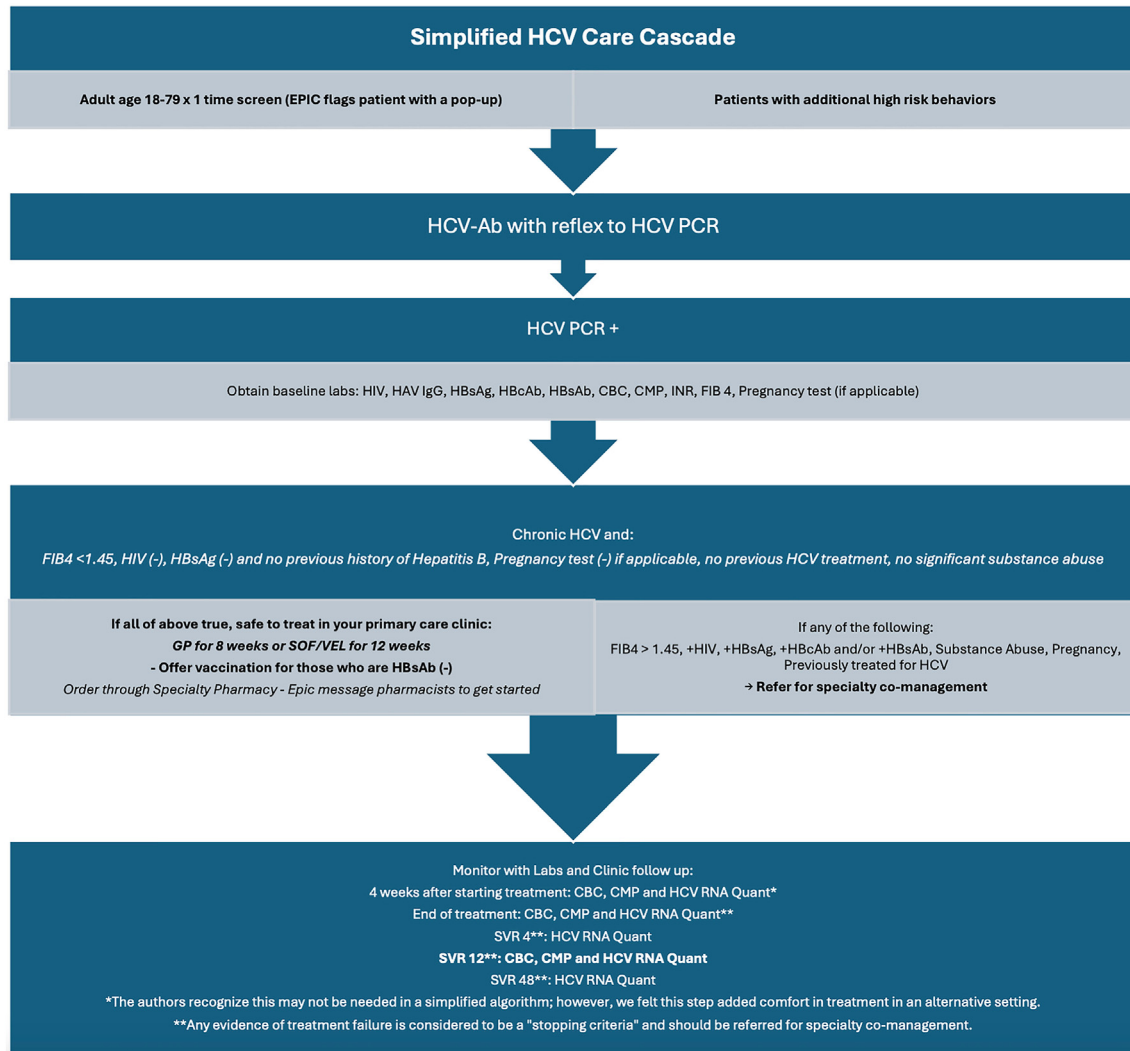 Simplified HCV Care Cascade
Adult age 18-79 x 1 time screen (EPIC flags patient with a pop-up)
Patients with additional high risk behaviors
HCV-Ab with reflex to HCV PCR
HCV PCR +
Obtain baseline labs: HIV, HAV IgG, HBsAg, HBcAb, HBsAb, CBC, CMP, INR, FIB 4, Pregnancy test (if applicable)
Chronic HCV and:
FIB4 <1.45, HIV (-), HBsAg (-) and no previous history of Hepatitis B, Pregnancy test (-) if applicable, no previous HCV treatment, no significant substance abuse
If all of above true, safe to treat in your primary care clinic:
GP for 8 weeks or SOF/VEL for 12 weeks
- Offer vaccination for those who are HBsAb (-)
Order through Specialty Pharmacy - Epic message pharmacists to get started
If any of the following:
FIB4 > 1.45, +HIV, +HBsAg, +HBcAb and/or +HBsAb, Substance Abuse, Pregnancy,
Previously treated for HCV
→ Refer for specialty co-management
Monitor with Labs and Clinic follow up:
4 weeks after starting treatment: CBC, CMP and HCV RNA Quant*
End of treatment: CBC, CMP and HCV RNA Quant**
SVR 4**: HCV RNA Quant
SVR 12**: CBC, CMP and HCV RNA Quant
SVR 48**: HCV RNA Quant
*The authors recognize this may not be needed in a simplified algorithm; however, we felt this step added comfort in treatment in an alternative setting.
**Any evidence of treatment failure is considered to be a "stopping criteria" and should be referred for specialty co-management.